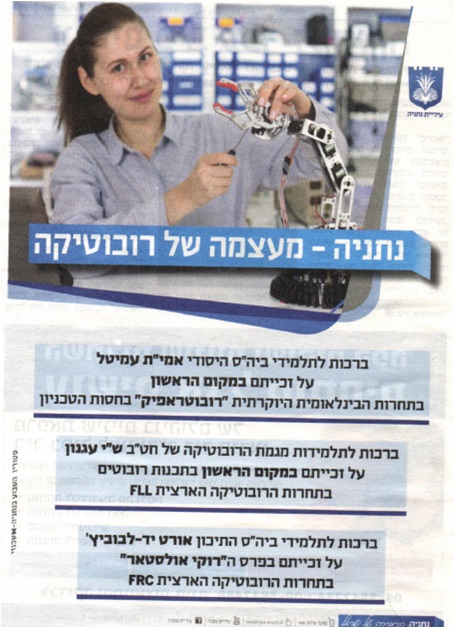 עיריית נתניה
נתניה - מעצמה של רובוטיקה
ברכות לתלמידי ביה"ס היסודי אמי"ת עמיטל
על זכייתם במקום הראשון
בתחרות הבינלאומית היוקרתית "רובוטראפיק" בחסות הטכניון
ברכות לתלמידות מגמת הרובוטיקה של חט"ב ש"י עגנון
על זכייתם במקום הראשון בתכנות רובוטים
בתחרות הרובוטיקה הארצית FLL
ברכות לתלמידי ביה"ס התיכון אורט יד-לבוביץ'
על זכייתם בפרס ה"רוקי אולסטאר"
בתחרות הרובוטיקה הארצית FRC
עיריית נתניה